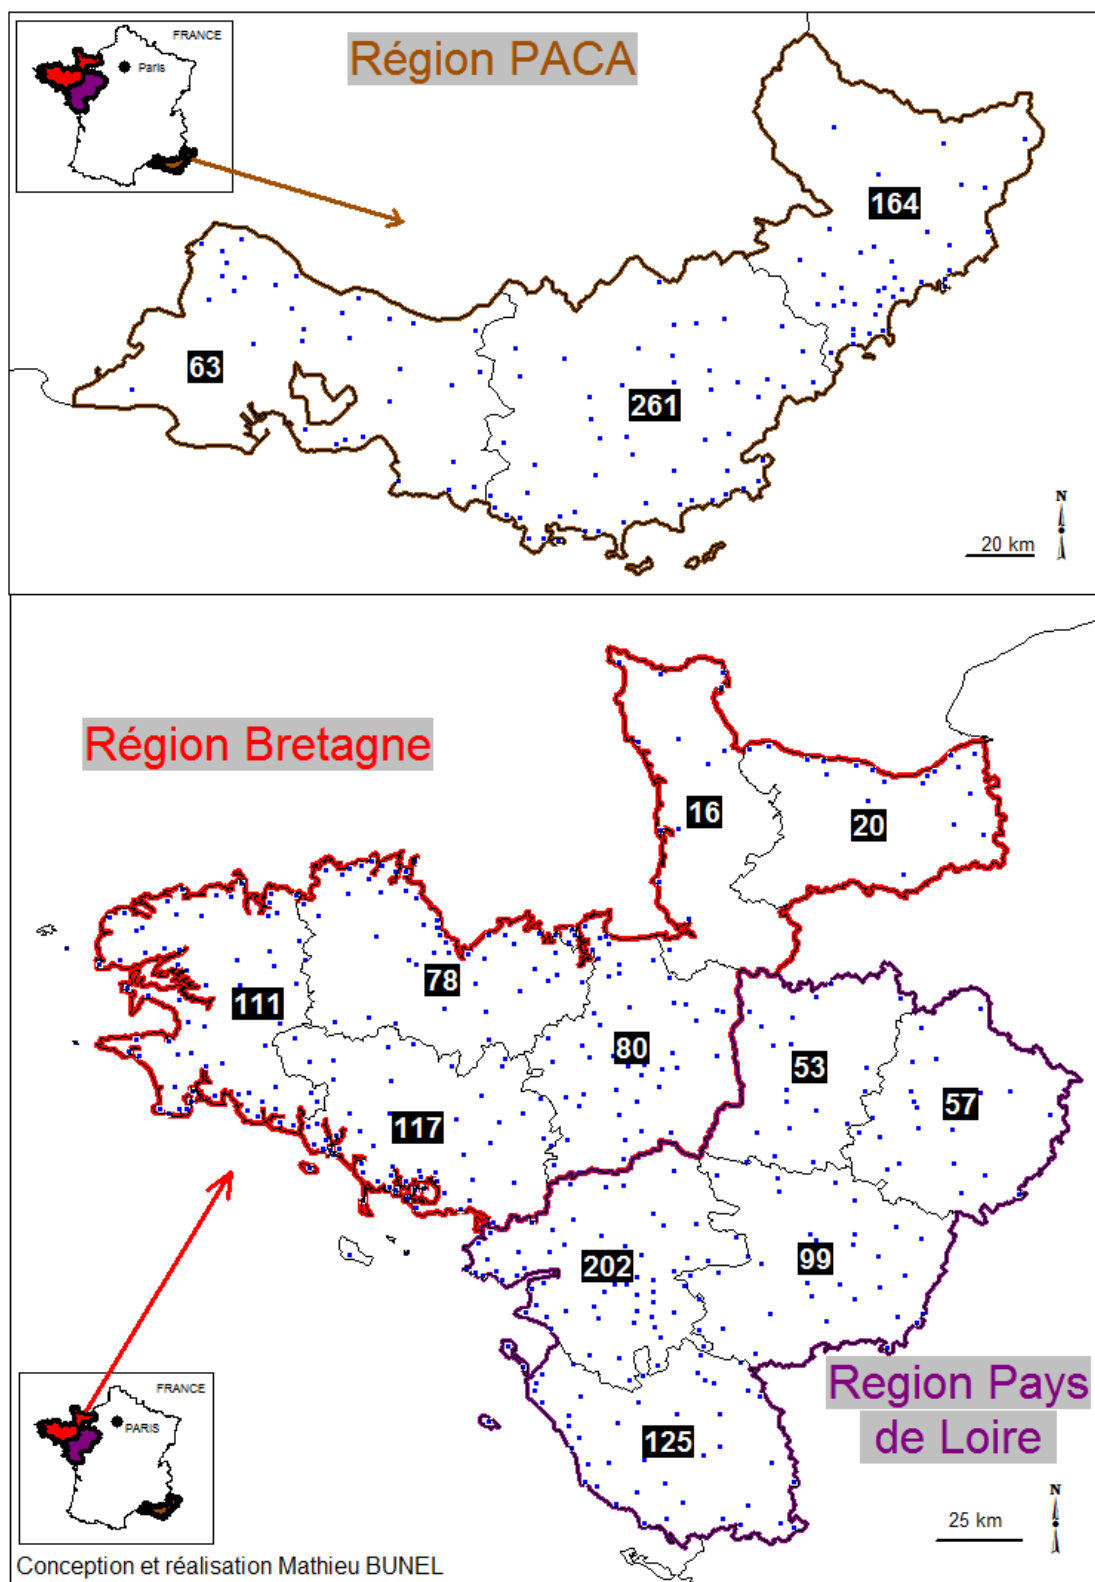 FRANCE
Paris
Région PACA
164
63
261
N
20 km
Région Bretagne
16
20
78
111
80
53
57
117
202
99
Region Pays
de Loire
125
FRANCE
PARIS
N
25 km
Conception et réalisation Mathieu BUNEL